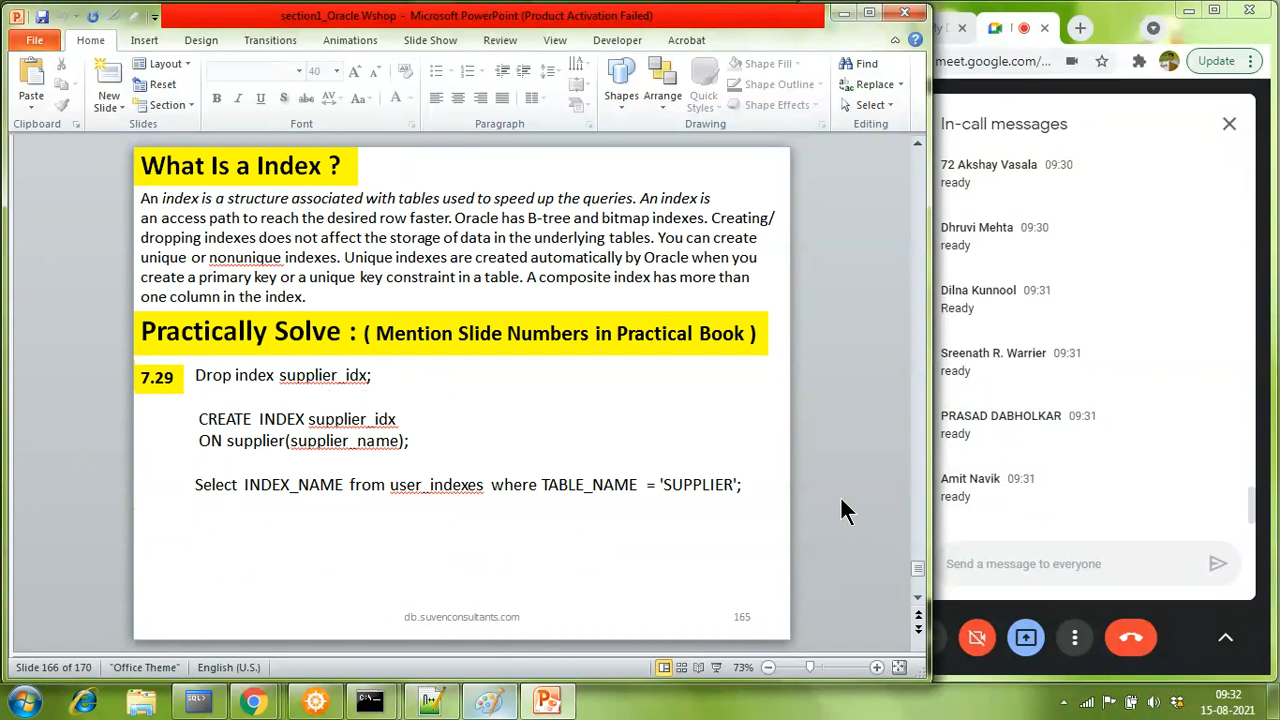 section1_Oracle.Wshop - Microsoft PowerPoint (Product Activation Failed)
File Home Insert Design Transitions Animations Slide Show Review View Developer Acrobat
Paste
Clipboard
New Slide
Layout
Reset
Section
Slides
40
Font
Paragraph
Shapes
Arrange
Quick Styles
Shape Fill
Shape Outline
Shape Effects
Drawing
Find
Replace
Select
Editing
What Is a Index ?
An index is a structure associated with tables used to speed up the queries. An index is
an access path to reach the desired row faster. Oracle has B-tree and bitmap indexes. Creating/
dropping indexes does not affect the storage of data in the underlying tables. You can create
unique or nonunique indexes. Unique indexes are created automatically by Oracle when you
create a primary key or a unique key constraint in a table. A composite index has more than
one column in the index.
Practically Solve : ( Mention Slide Numbers in Practical Book )
7.29 Drop index supplier_idx;
CREATE INDEX supplier_idx
ON supplier(supplier_name);
Select INDEX_NAME from user_indexes where TABLE_NAME = 'SUPPLIER';
db.suvenconsultants.com 165
Slide 166 of 170 "Office Theme" English (U.S.) 73%
meet.google.com/... Update
In-call messages
72 Akshay Vasala 09:30
ready
Dhruvi Mehta 09:30
ready
Dilna Kunnool 09:31
Ready
Sreenath R. Warrier 09:31
ready
PRASAD DABHOLKAR 09:31
ready
Amit Navik 09:31
ready
Send a message to everyone
09:32
15-08-2021